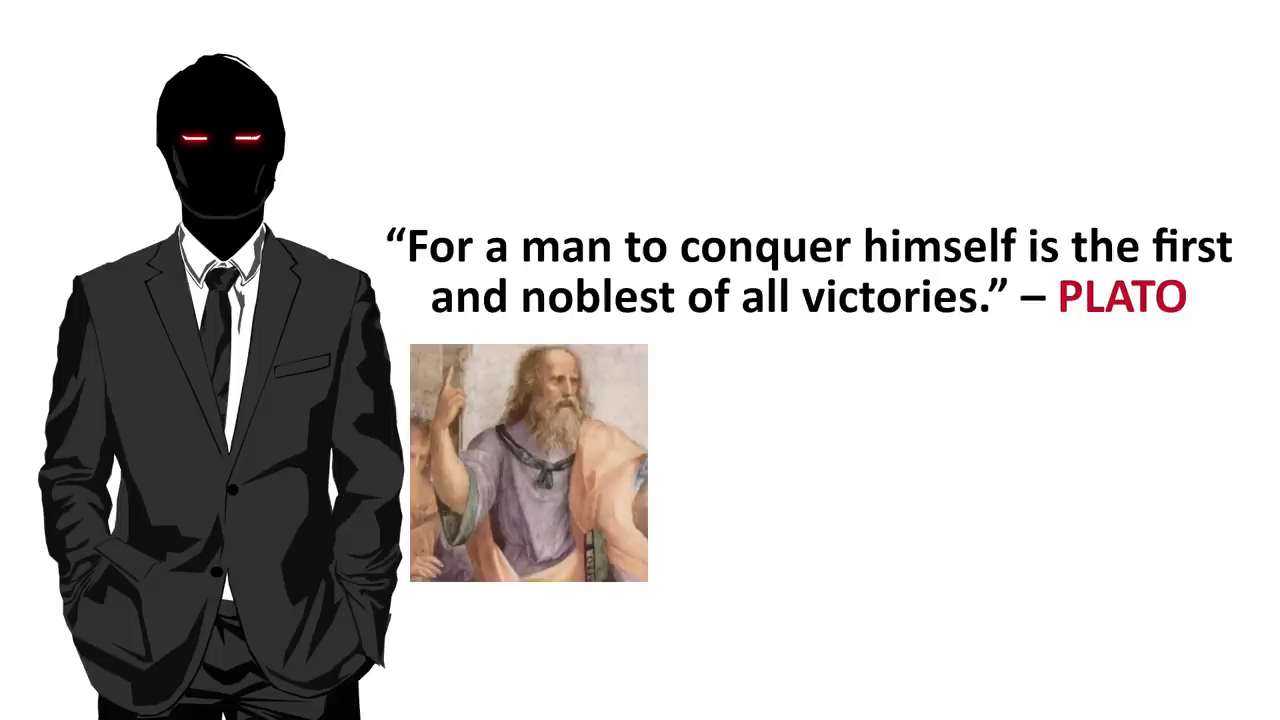 “For a man to conquer himself is the first
and noblest of all victories.” – PLATO